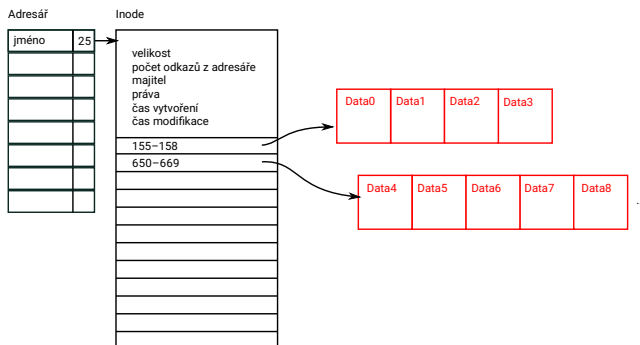 Adresář
Inode
jméno 25
velikost
počet odkazů z adresáře
majitel
práva
čas vytvoření
čas modifikace
155–158
650–669
Data0 Data1 Data2 Data3
Data4 Data5 Data6 Data7 Data8
.